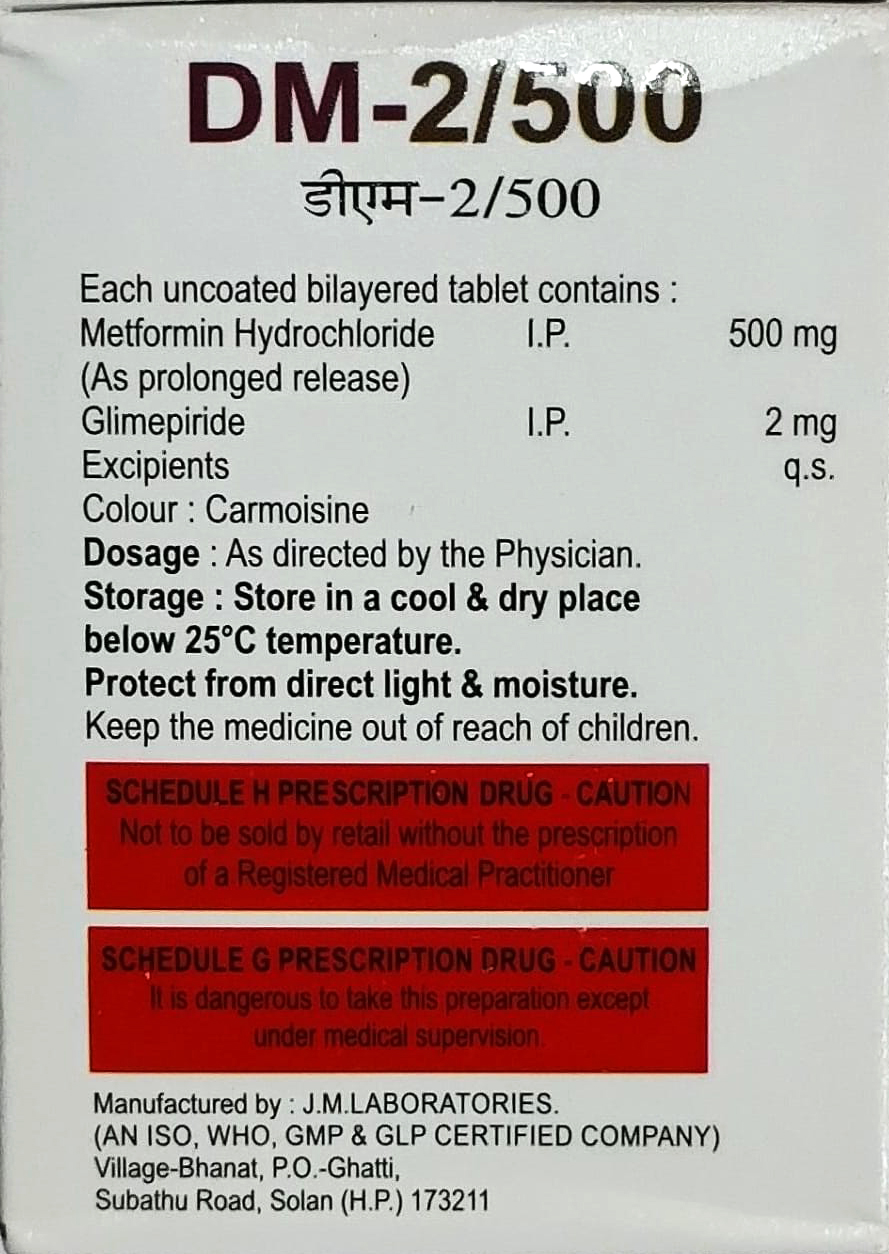 DM-2/500
डीएम-2/500
Each uncoated bilayered tablet contains :
Metformin Hydrochloride I.P. 500 mg
(As prolonged release)
Glimepiride I.P. 2 mg
Excipients q.s.
Colour : Carmoisine
Dosage : As directed by the Physician.
Storage : Store in a cool & dry place
below 25°C temperature.
Protect from direct light & moisture.
Keep the medicine out of reach of children.
SCHEDULE H PRESCRIPTION DRUG - CAUTION
Not to be sold by retail without the prescription
of a Registered Medical Practitioner
SCHEDULE G PRESCRIPTION DRUG - CAUTION
It is dangerous to take this preparation except
under medical supervision.
Manufactured by : J.M.LABORATORIES.
(AN ISO, WHO, GMP & GLP CERTIFIED COMPANY)
Village-Bhanat, P.O.-Ghatti,
Subathu Road, Solan (H.P.) 173211